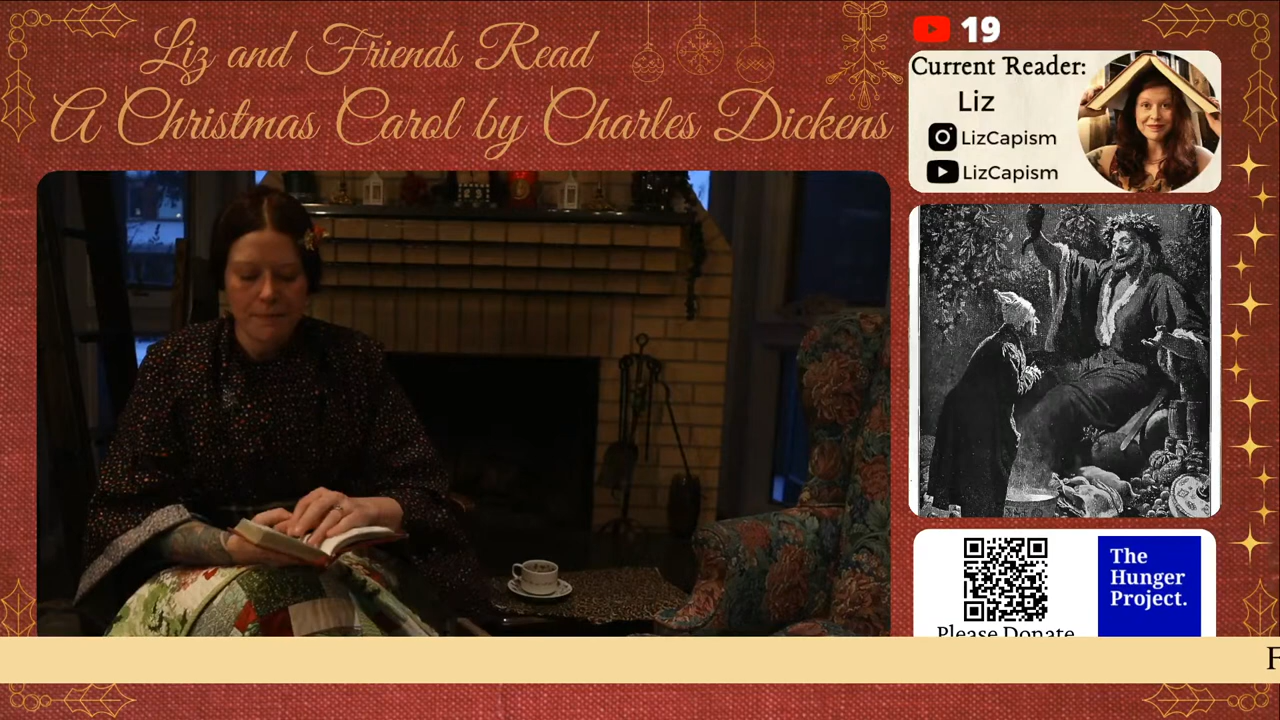 Liz and Friends Read
A Christmas Carol by Charles Dickens
19
Current Reader:
Liz
LizCapism
LizCapism
The
Hunger
Project.
Please Donate
F